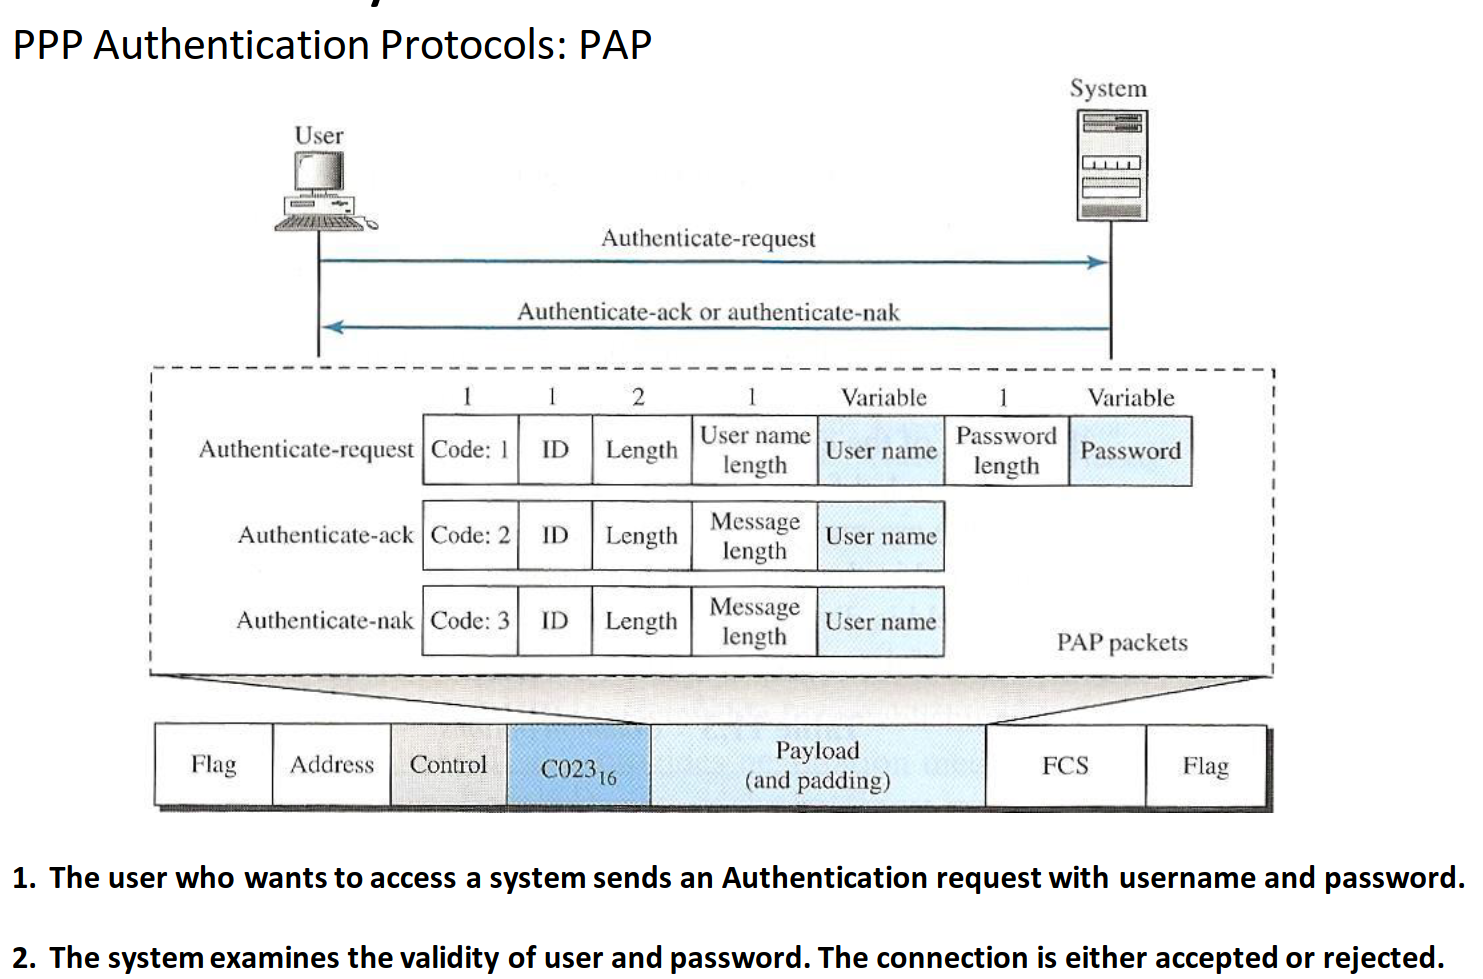 PPP Authentication Protocols: PAP
System
User
Authenticate-request
Authenticate-ack or authenticate-nak
1 1 2 1 Variable 1 Variable
Authenticate-request Code: 1 ID Length User name length User name Password length Password
Authenticate-ack Code: 2 ID Length Message length User name
Authenticate-nak Code: 3 ID Length Message length User name
PAP packets
Flag Address Control C023₁₆ Payload (and padding) FCS Flag
1. The user who wants to access a system sends an Authentication request with username and password.
2. The system examines the validity of user and password. The connection is either accepted or rejected.